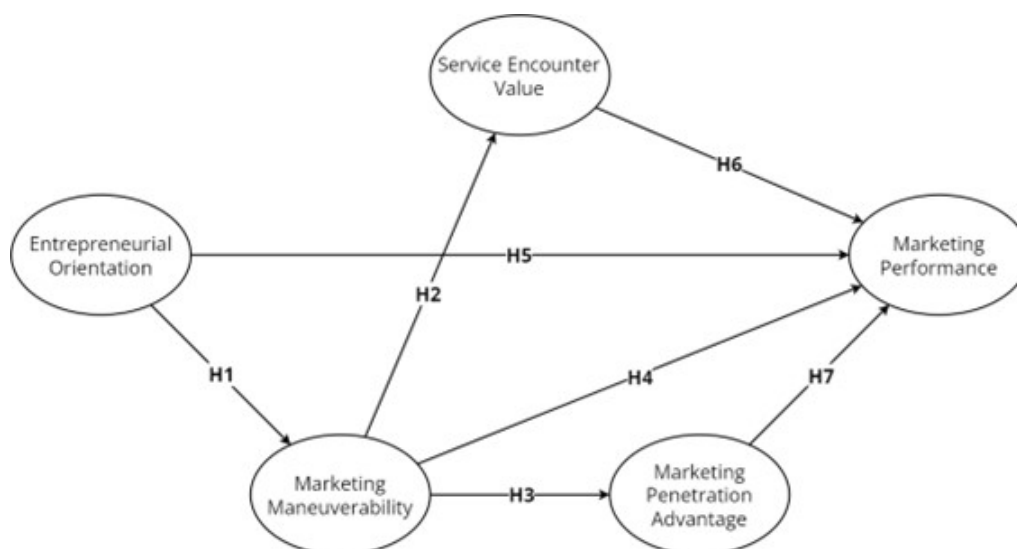 Service Encounter
Value
H6
Entrepreneurial
Orientation
H5
Marketing
Performance
H2
H1
H4
H7
Marketing
Maneuverability
H3
Marketing
Penetration
Advantage